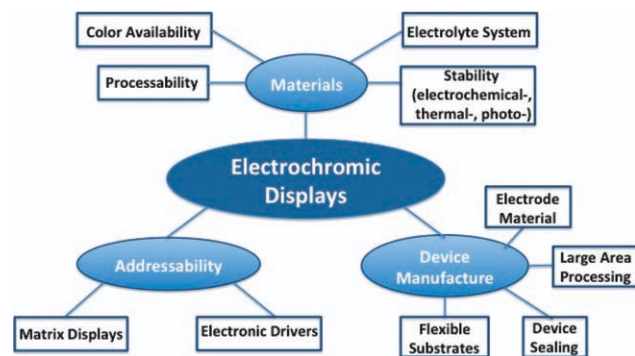 Color Availability
Electrolyte System
Processability
Materials
Stability
(electrochemical-,
thermal-, photo-)
Electrochromic
Displays
Electrode
Material
Addressability
Device
Manufacture
Large Area
Processing
Matrix Displays
Electronic Drivers
Flexible
Substrates
Device
Sealing